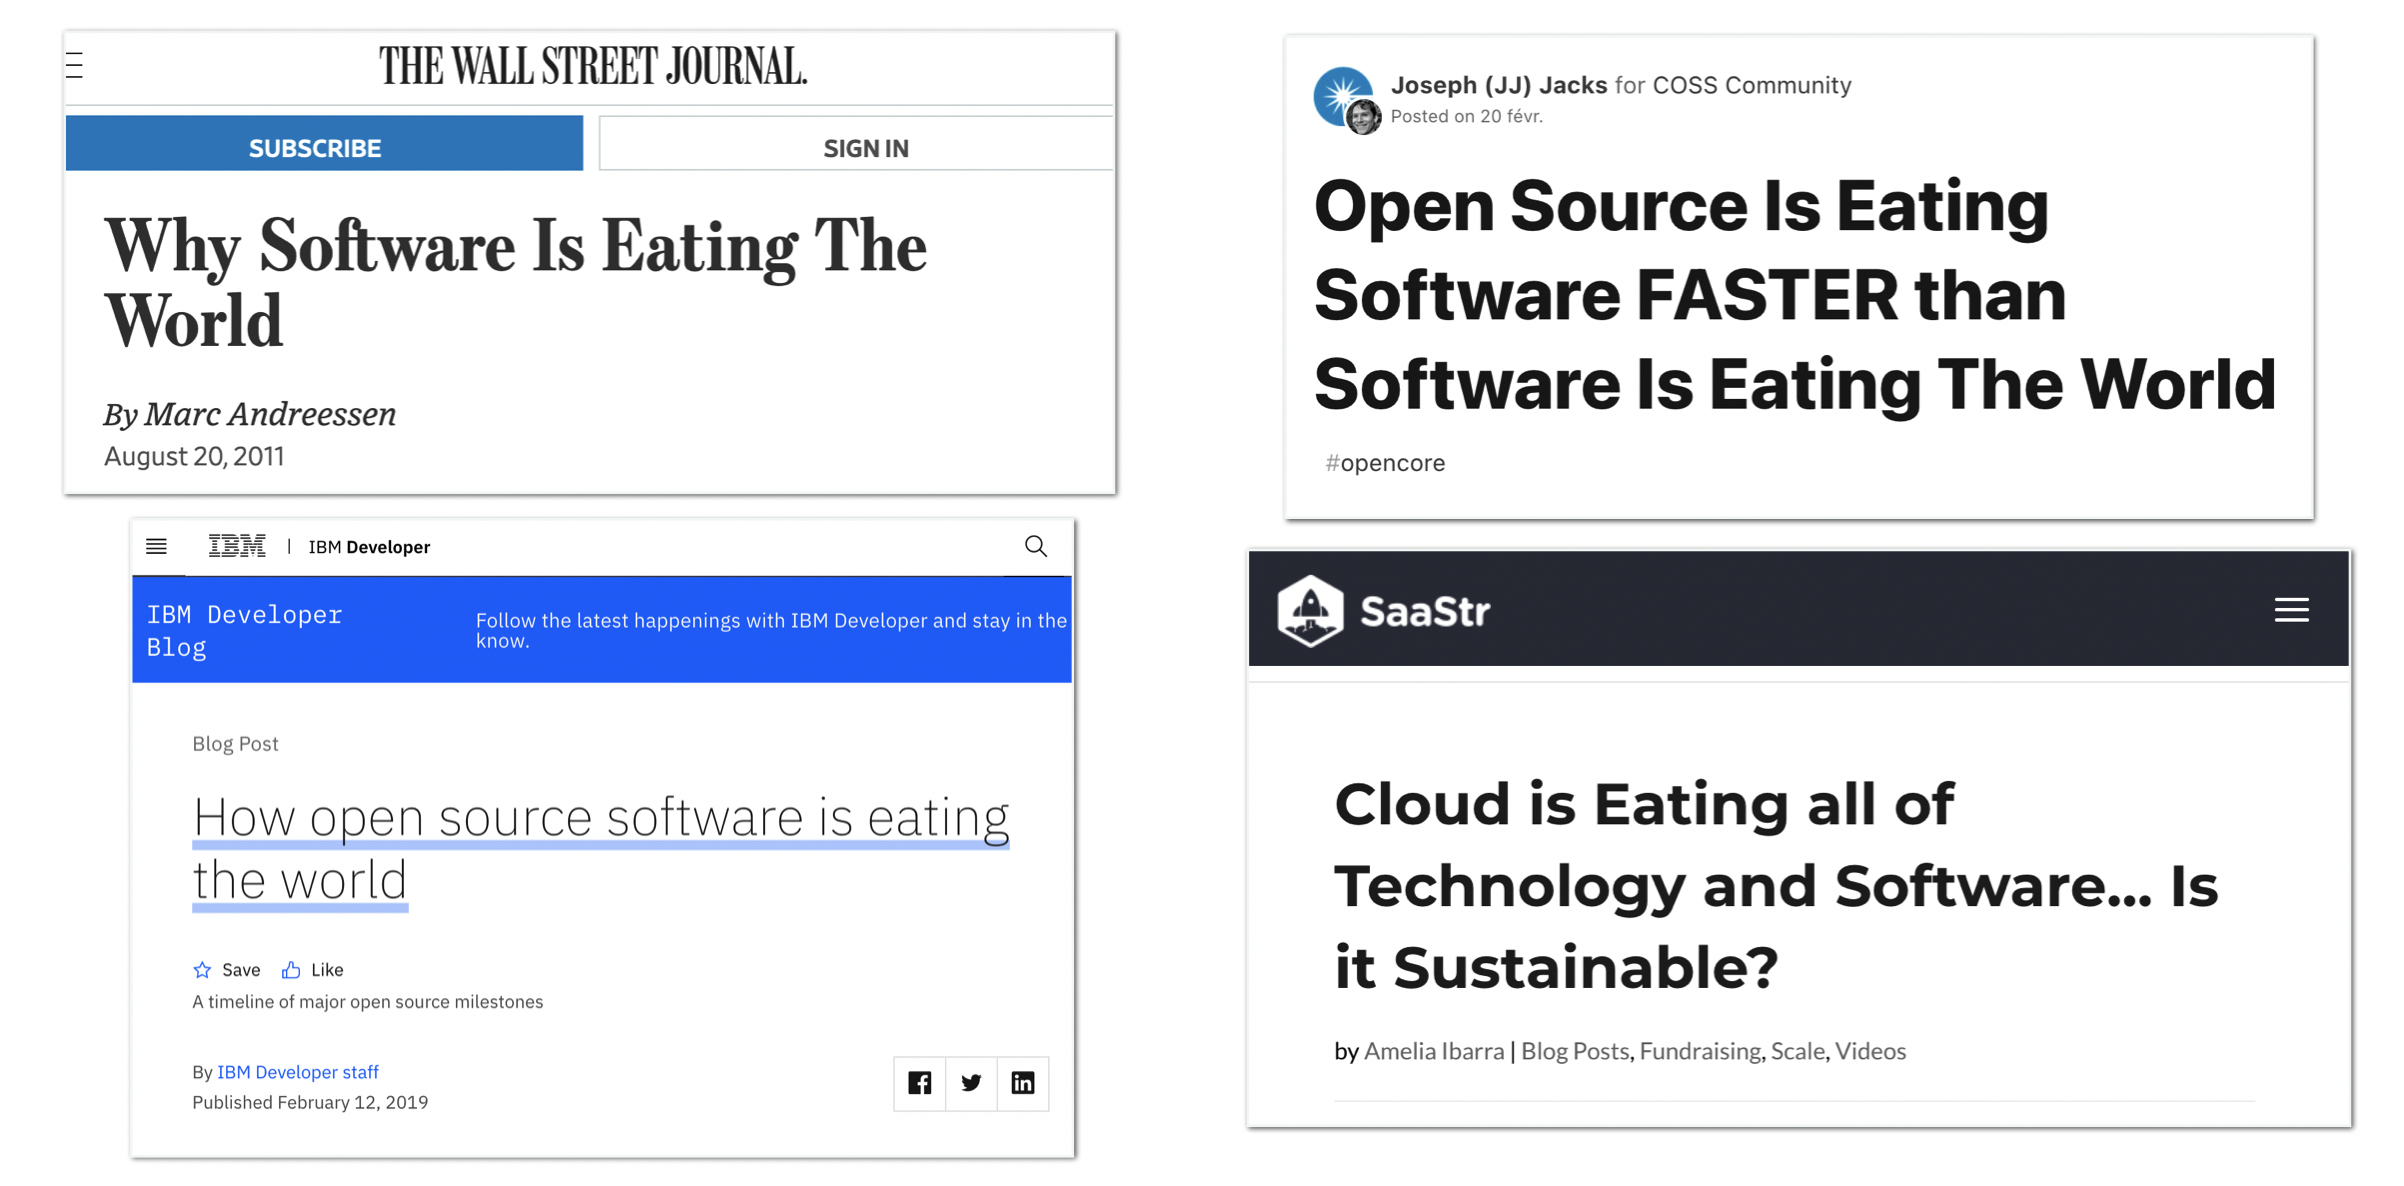 THE WALL STREET JOURNAL.
SUBSCRIBE
SIGN IN
Why Software Is Eating The
World
By Marc Andreessen
August 20, 2011
Joseph (JJ) Jacks for COSS Community
Posted on 20 févr.
Open Source Is Eating
Software FASTER than
Software Is Eating The World
#opencore
IBM | IBM Developer
IBM Developer
Blog
Follow the latest happenings with IBM Developer and stay in the
know.
Blog Post
How open source software is eating
the world
Save Like
A timeline of major open source milestones
By IBM Developer staff
Published February 12, 2019
SaaStr
Cloud is Eating all of
Technology and Software... Is
it Sustainable?
by Amelia Ibarra | Blog Posts, Fundraising, Scale, Videos